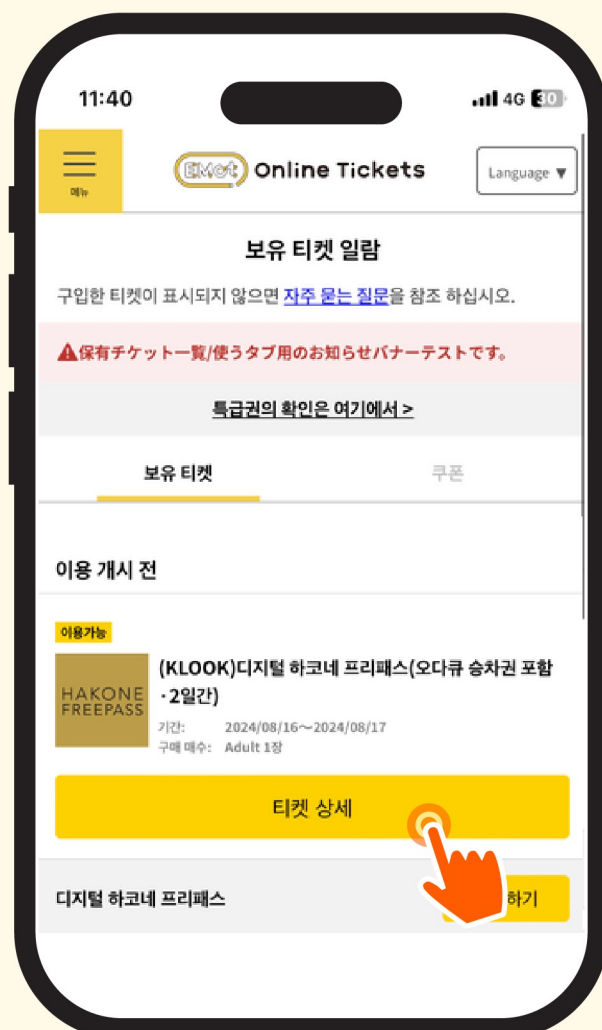 11:40
4G 30
메뉴
EMot Online Tickets
Language ▼
보유 티켓 일람
구입한 티켓이 표시되지 않으면 자주 묻는 질문을 참조 하십시오.
保有チケット一覧/使うタブ用のお知らせバナーテストです。
특급권의 확인은 여기에서 >
보유 티켓
쿠폰
이용 개시 전
이용가능
HAKONE
FREEPASS
(KLOOK)디지털 하코네 프리패스(오다큐 승차권 포함
·2일간)
기간: 2024/08/16～2024/08/17
구매 매수: Adult 1장
티켓 상세
디지털 하코네 프리패스
하기